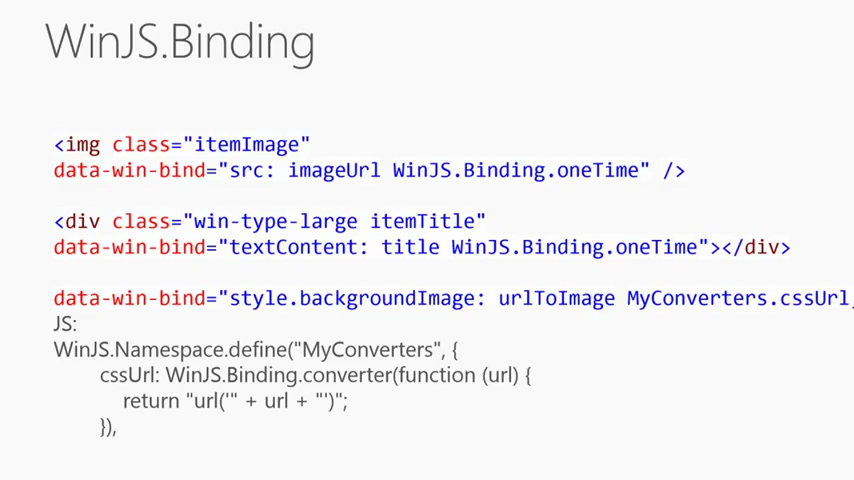 WinJS.Binding
<img class="itemImage"
data-win-bind="src: imageUrl WinJS.Binding.oneTime" />
<div class="win-type-large itemTitle"
data-win-bind="textContent: title WinJS.Binding.oneTime"></div>
data-win-bind="style.backgroundImage: urlToImage MyConverters.cssUrl
JS:
WinJS.Namespace.define("MyConverters", {
cssUrl: WinJS.Binding.converter(function (url) {
return "url('" + url + "')";
}),